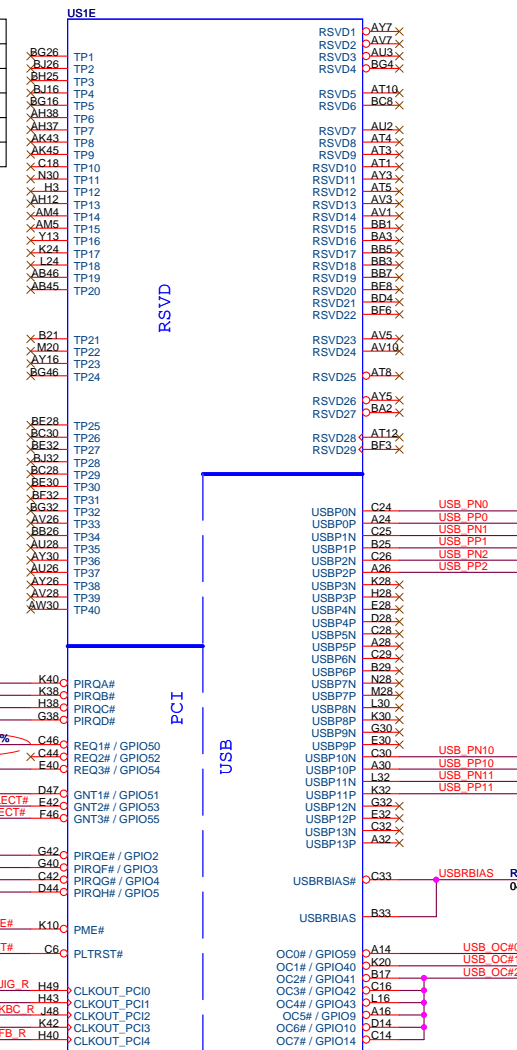 US1E
BG26 TP1
BJ26 TP2
BH25 TP3
BJ16 TP4
BG16 TP5
AH38 TP6
AH37 TP7
AK43 TP8
AK45 TP9
C18 TP10
N30 TP11
H3 TP12
AH12 TP13
AM4 TP14
AM5 TP15
Y13 TP16
K24 TP17
L24 TP18
AB46 TP19
AB45 TP20
B21 TP21
M20 TP22
AY16 TP23
BG46 TP24
BE28 TP25
BC30 TP26
BE32 TP27
BJ32 TP28
BC28 TP29
BE30 TP30
BF32 TP31
BG32 TP32
AV26 TP33
BB26 TP34
AU28 TP35
AY30 TP36
AU26 TP37
AY26 TP38
AV28 TP39
AW30 TP40
RSVD
RSVD1 AY7
RSVD2 AV7
RSVD3 AU3
RSVD4 BG4
RSVD5 AT10
RSVD6 BC8
RSVD7 AU2
RSVD8 AT4
RSVD9 AT3
RSVD10 AT1
RSVD11 AY3
RSVD12 AT5
RSVD13 AV3
RSVD14 AV1
RSVD15 BB1
RSVD16 BA3
RSVD17 BB5
RSVD18 BB3
RSVD19 BB7
RSVD20 BE8
RSVD21 BD4
RSVD22 BF6
RSVD23 AV5
RSVD24 AV10
RSVD25 AT8
RSVD26 AY5
RSVD27 BA2
RSVD28 AT12
RSVD29 BF3
K40 PIRQA#
K38 PIRQB#
H38 PIRQC#
G38 PIRQD#
%
C46 REQ1# / GPIO50
C44 REQ2# / GPIO52
E40 REQ3# / GPIO54
D47 GNT1# / GPIO51
LECT# E42 GNT2# / GPIO53
ECT# F46 GNT3# / GPIO55
G42 PIRQE# / GPIO2
G40 PIRQF# / GPIO3
C42 PIRQG# / GPIO4
D44 PIRQH# / GPIO5
E# K10 PME#
T# C6 PLTRST#
JIG_R H49 CLKOUT_PCI0
H43 CLKOUT_PCI1
KBC_R J48 CLKOUT_PCI2
K42 CLKOUT_PCI3
FB_R H40 CLKOUT_PCI4
PCI
USB
USBP0N C24 USB_PN0
USBP0P A24 USB_PP0
USBP1N C25 USB_PN1
USBP1P B25 USB_PP1
USBP2N C26 USB_PN2
USBP2P A26 USB_PP2
USBP3N K28
USBP3P H28
USBP4N E28
USBP4P D28
USBP5N C28
USBP5P A28
USBP6N C29
USBP6P B29
USBP7N N28
USBP7P M28
USBP8N L30
USBP8P K30
USBP9N G30
USBP9P E30
USBP10N C30 USB_PN10
USBP10P A30 USB_PP10
USBP11N L32 USB_PN11
USBP11P K32 USB_PP11
USBP12N G32
USBP12P E32
USBP13N C32
USBP13P A32
USBRBIAS# C33 USBRBIAS R
0
USBRBIAS B33
OC0# / GPIO59 A14 USB_OC#0
OC1# / GPIO40 K20 USB_OC#1
OC2# / GPIO41 B17 USB_OC#2
OC3# / GPIO42 C16
OC4# / GPIO43 L16
OC5# / GPIO9 A16
OC6# / GPIO10 D14
OC7# / GPIO14 C14